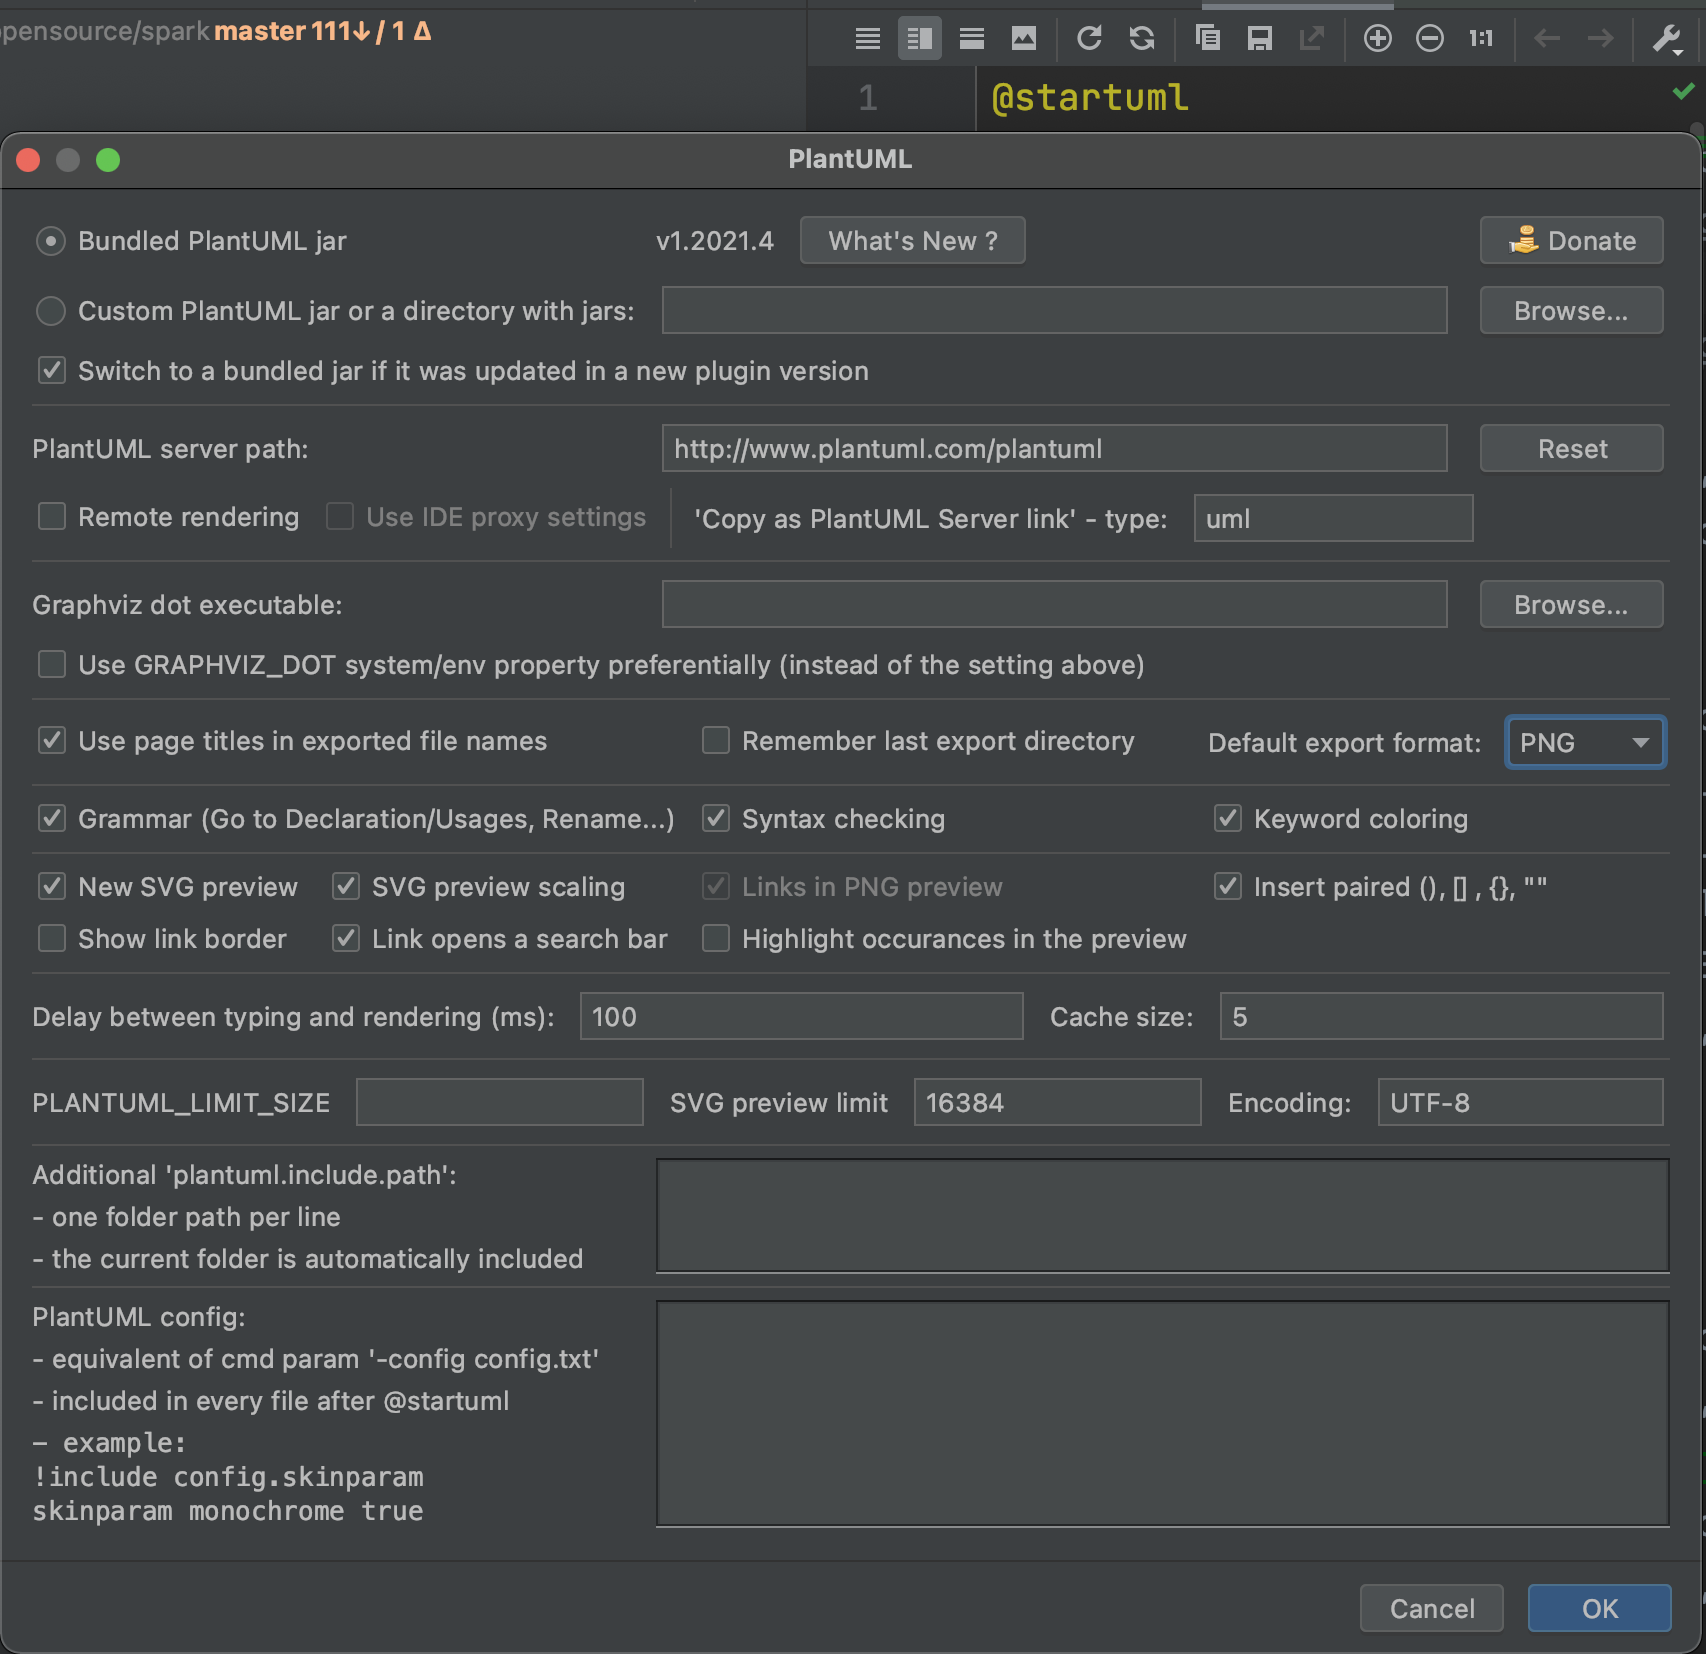 pensource/spark master 111↓ / 1 Δ
1:1
1 @startuml
PlantUML
Bundled PlantUML jar v1.2021.4 What's New ? Donate
Custom PlantUML jar or a directory with jars: Browse...
Switch to a bundled jar if it was updated in a new plugin version
PlantUML server path: http://www.plantuml.com/plantuml Reset
Remote rendering Use IDE proxy settings 'Copy as PlantUML Server link' - type: uml
Graphviz dot executable: Browse...
Use GRAPHVIZ_DOT system/env property preferentially (instead of the setting above)
Use page titles in exported file names Remember last export directory Default export format: PNG
Grammar (Go to Declaration/Usages, Rename...) Syntax checking Keyword coloring
New SVG preview SVG preview scaling Links in PNG preview Insert paired (), [] , {}, ""
Show link border Link opens a search bar Highlight occurances in the preview
Delay between typing and rendering (ms): 100 Cache size: 5
PLANTUML_LIMIT_SIZE SVG preview limit 16384 Encoding: UTF-8
Additional 'plantuml.include.path':
- one folder path per line
- the current folder is automatically included
PlantUML config:
- equivalent of cmd param '-config config.txt'
- included in every file after @startuml
- example:
!include config.skinparam
skinparam monochrome true
Cancel OK